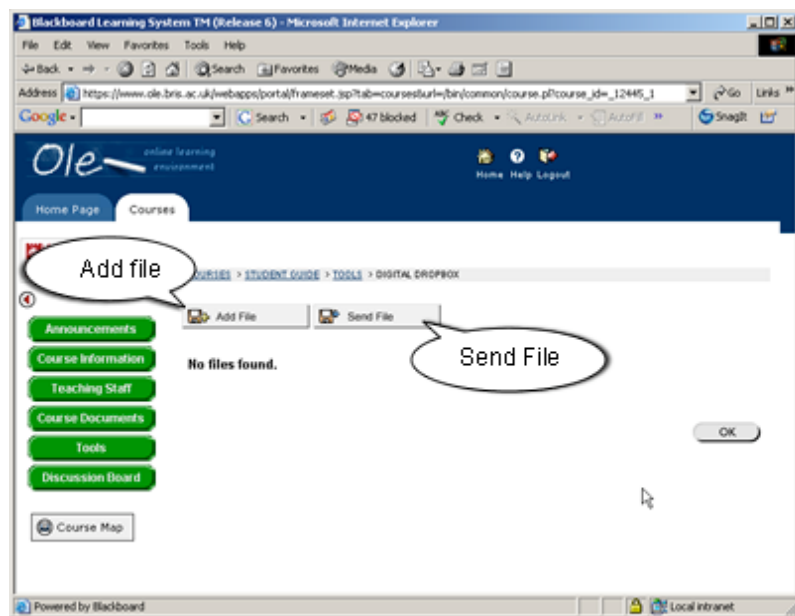 Blackboard Learning System TM (Release 6) - Microsoft Internet Explorer
File Edit View Favorites Tools Help
Back Search Favorites Media
Address https://www.ole.bris.ac.uk/webapps/portal/frameset.jsp?tab=courses&url=/bin/common/course.pl?course_id=_12445_1 Go Links »
Google Search 47 blocked Check AutoLink AutoFill » SnagIt
Ole online learning
environment
Home Help Logout
Home Page Courses
Add file
COURSES > STUDENT GUIDE > TOOLS > DIGITAL DROPBOX
Add File Send File
Announcements
Send File
Course Information
No files found.
Teaching Staff
Course Documents
OK
Tools
Discussion Board
Course Map
Powered by Blackboard Local intranet